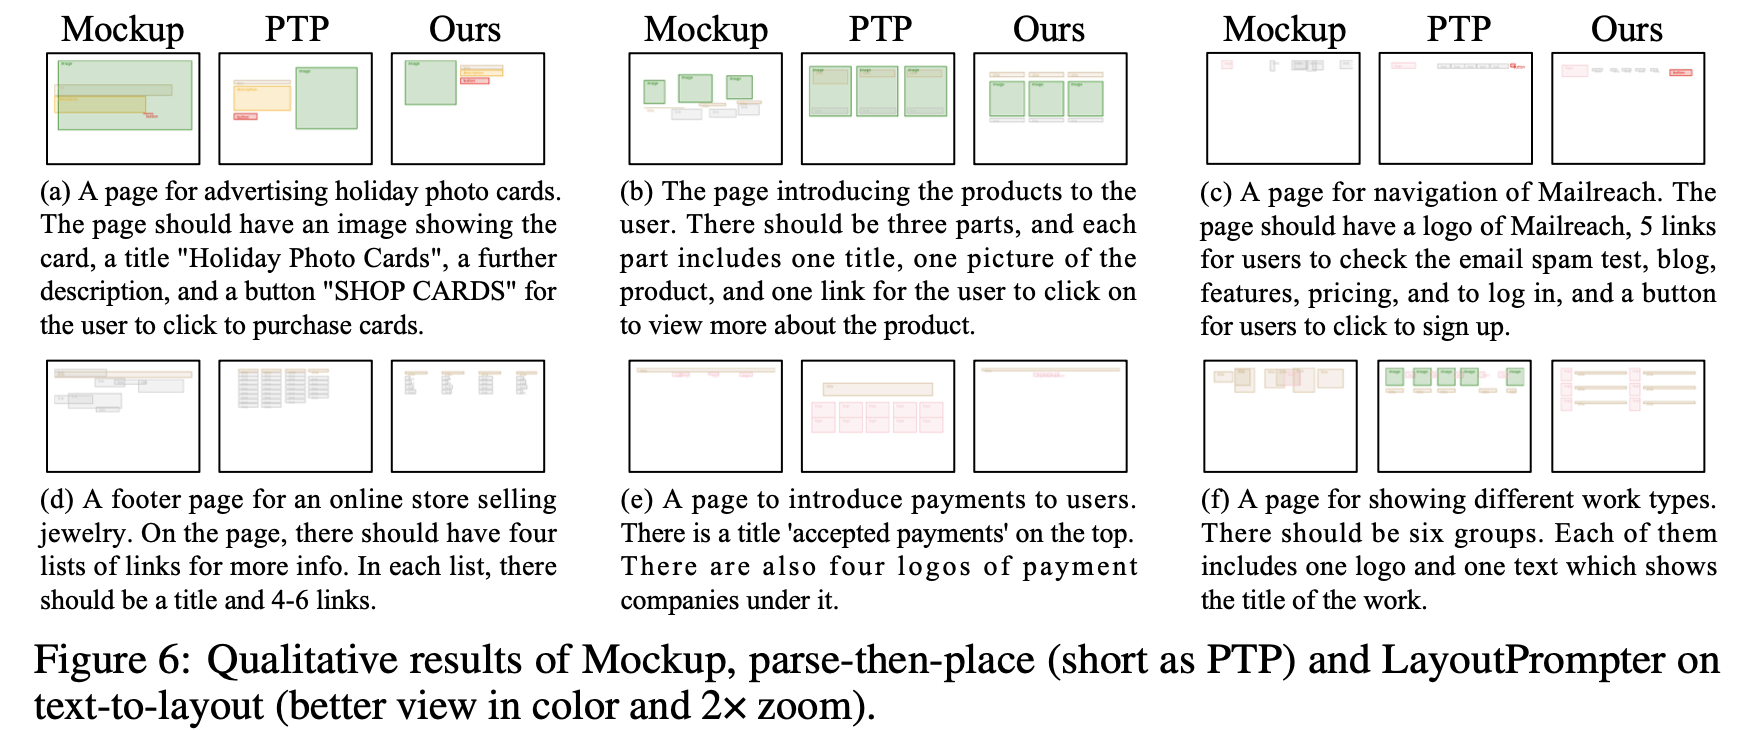 Mockup PTP Ours
Mockup PTP Ours
Mockup PTP Ours
(a) A page for advertising holiday photo cards.
The page should have an image showing the
card, a title "Holiday Photo Cards", a further
description, and a button "SHOP CARDS" for
the user to click to purchase cards.
(b) The page introducing the products to the
user. There should be three parts, and each
part includes one title, one picture of the
product, and one link for the user to click on
to view more about the product.
(c) A page for navigation of Mailreach. The
page should have a logo of Mailreach, 5 links
for users to check the email spam test, blog,
features, pricing, and to log in, and a button
for users to click to sign up.
(d) A footer page for an online store selling
jewelry. On the page, there should have four
lists of links for more info. In each list, there
should be a title and 4-6 links.
(e) A page to introduce payments to users.
There is a title 'accepted payments' on the top.
There are also four logos of payment
companies under it.
(f) A page for showing different work types.
There should be six groups. Each of them
includes one logo and one text which shows
the title of the work.
Figure 6: Qualitative results of Mockup, parse-then-place (short as PTP) and LayoutPrompter on
text-to-layout (better view in color and 2× zoom).